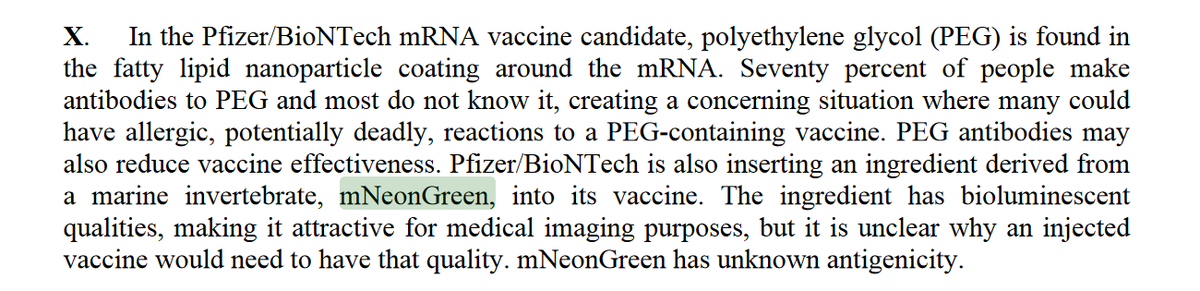 X. In the Pfizer/BioNTech mRNA vaccine candidate, polyethylene glycol (PEG) is found in
the fatty lipid nanoparticle coating around the mRNA. Seventy percent of people make
antibodies to PEG and most do not know it, creating a concerning situation where many could
have allergic, potentially deadly, reactions to a PEG-containing vaccine. PEG antibodies may
also reduce vaccine effectiveness. Pfizer/BioNTech is also inserting an ingredient derived from
a marine invertebrate, mNeonGreen, into its vaccine. The ingredient has bioluminescent
qualities, making it attractive for medical imaging purposes, but it is unclear why an injected
vaccine would need to have that quality. mNeonGreen has unknown antigenicity.